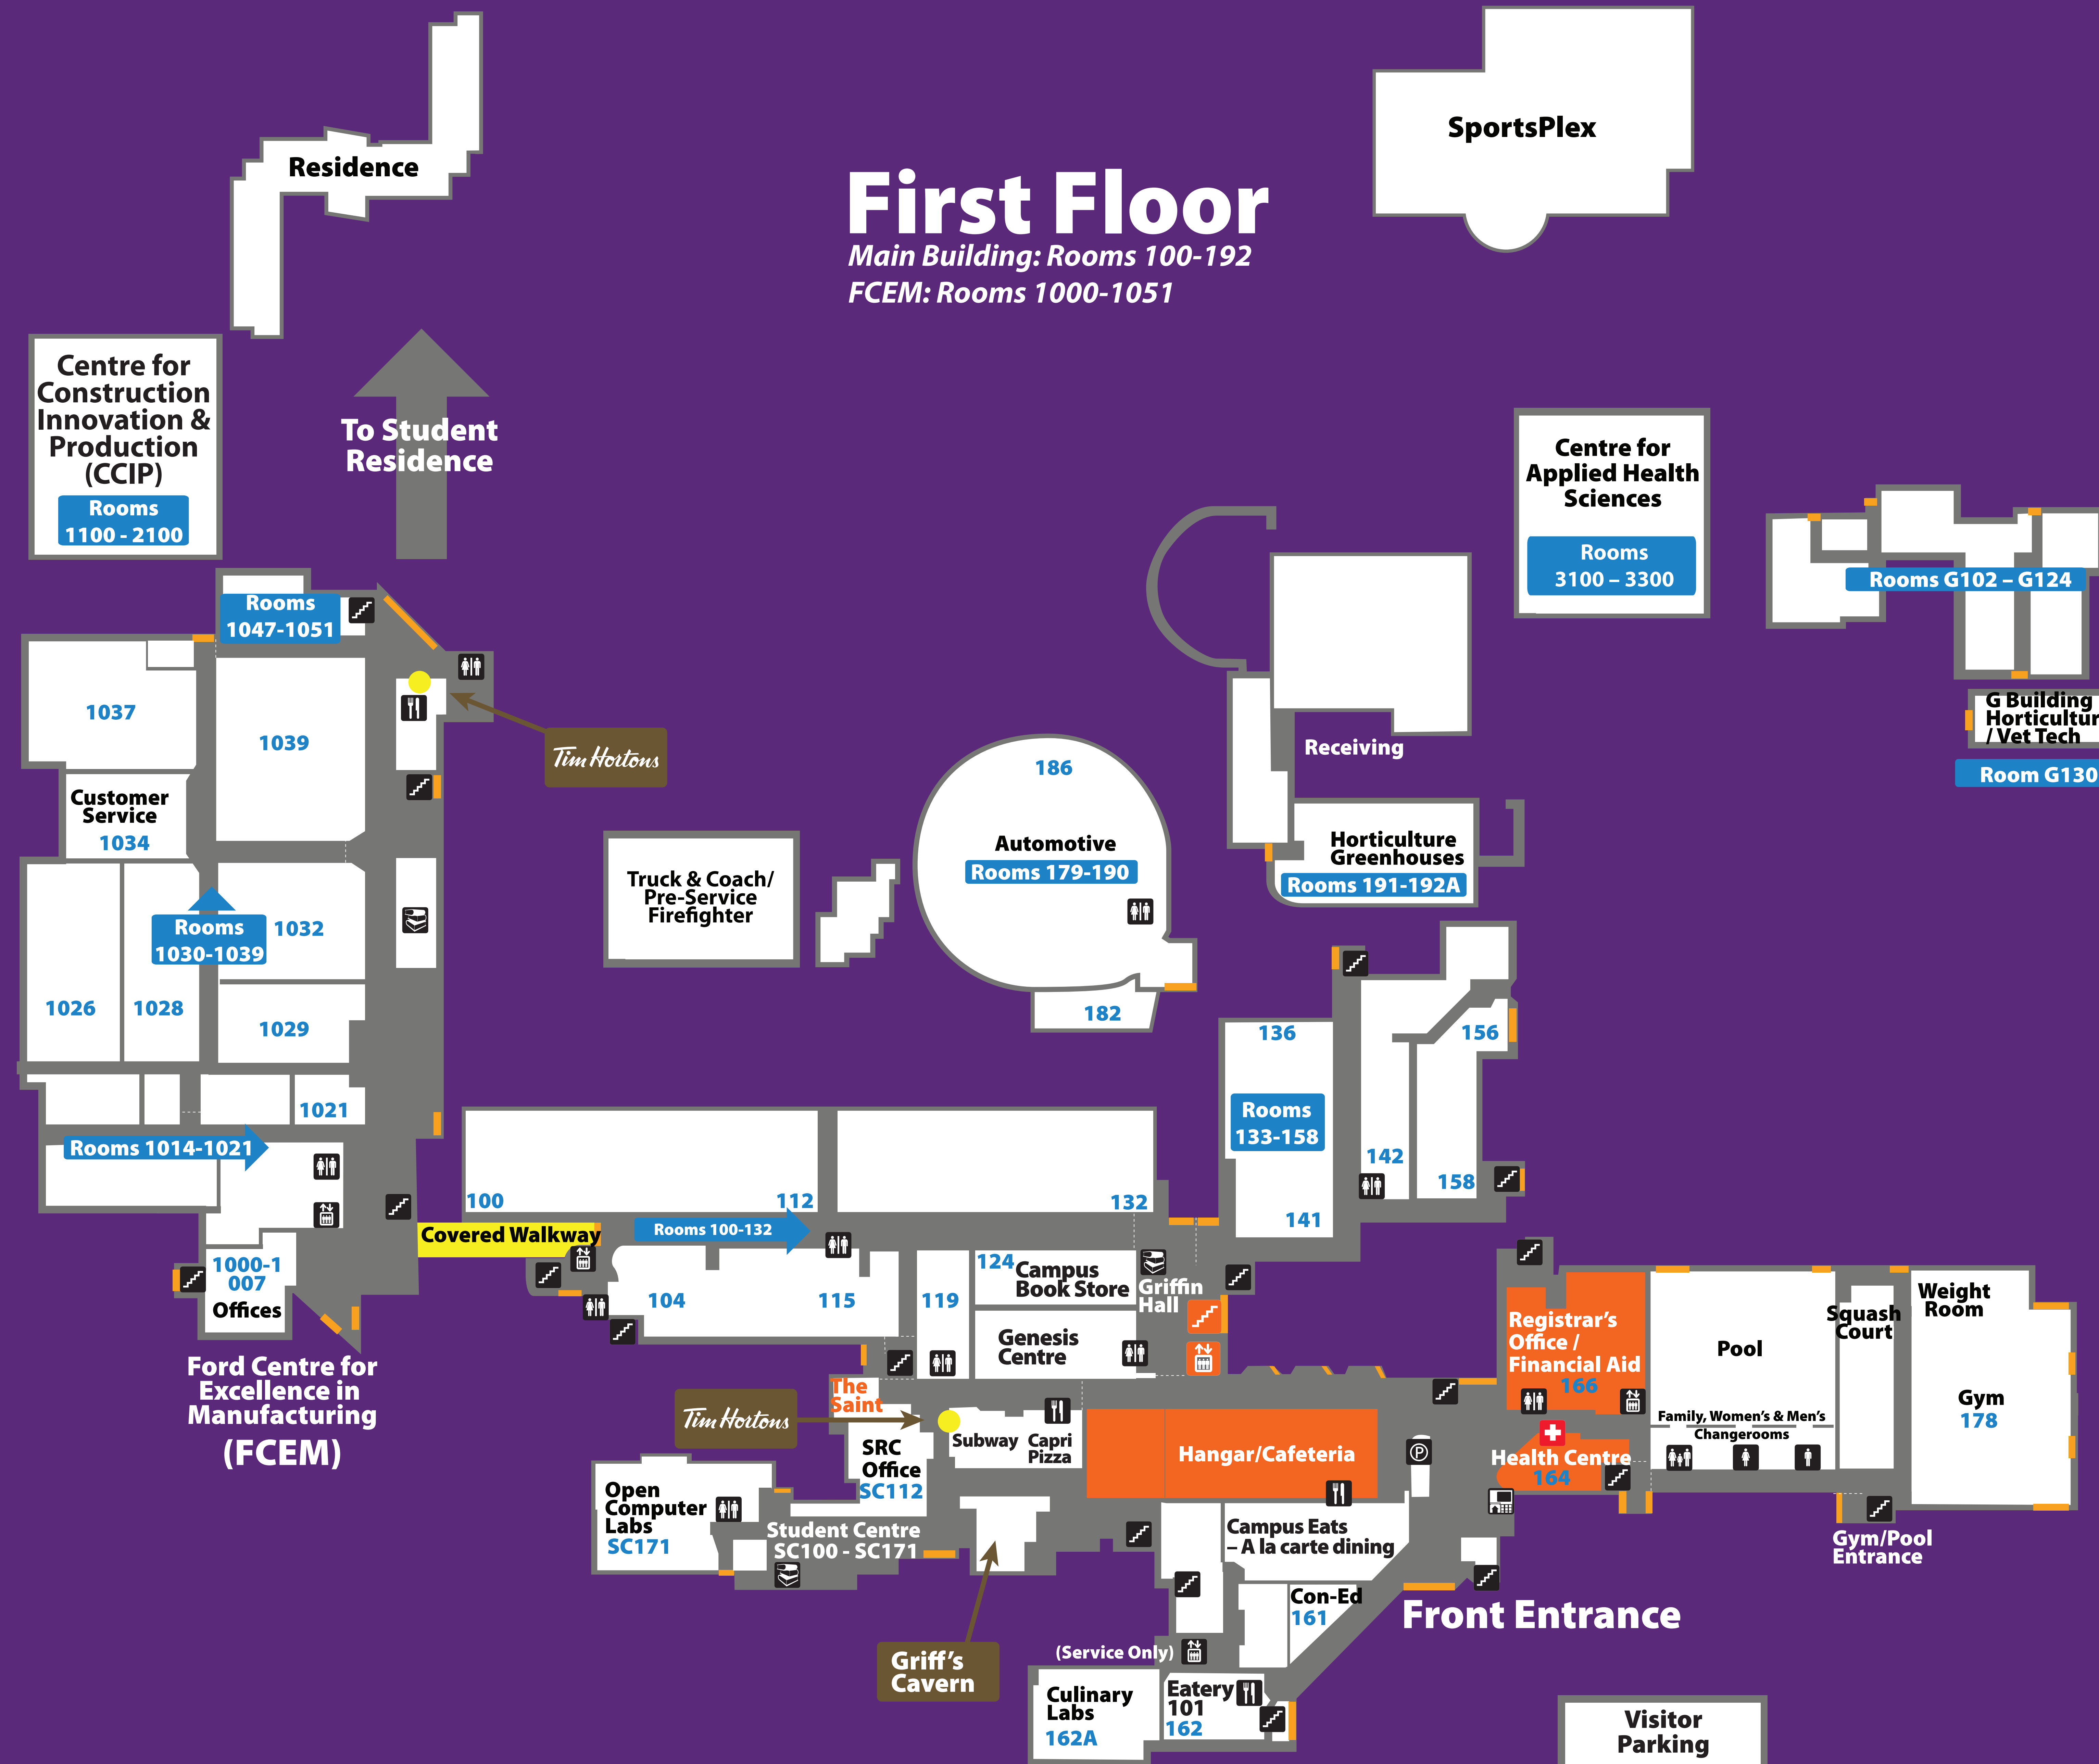 Residence
SportsPlex
First Floor
Main Building: Rooms 100-192
FCEM: Rooms 1000-1051
Centre for
Construction
Innovation &
Production
(CCIP)
Rooms
1100 - 2100
To Student
Residence
Centre for
Applied Health
Sciences
Rooms
3100 – 3300
Rooms G102 – G124
G Building
Horticultur
/ Vet Tech
Room G130
Rooms
1047-1051
1037
1039
Tim Hortons
Customer
Service
1034
Rooms
1030-1039
1032
1026
1028
1029
1021
Rooms 1014-1021
1000-1
007
Offices
Ford Centre for
Excellence in
Manufacturing
(FCEM)
Truck & Coach/
Pre-Service
Firefighter
186
Automotive
Rooms 179-190
182
Receiving
Horticulture
Greenhouses
Rooms 191-192A
136
Rooms
133-158
141
142
156
158
100
112
132
Covered Walkway
Rooms 100-132
104
115
119
124
Campus
Book Store
Griffin
Hall
Genesis
Centre
The
Saint
Tim Hortons
SRC
Office
SC112
Subway
Capri
Pizza
Hangar/Cafeteria
P
Open
Computer
Labs
SC171
Student Centre
SC100 - SC171
Griff's
Cavern
Campus Eats
– A la carte dining
Con-Ed
161
(Service Only)
Culinary
Labs
162A
Eatery
101
162
Registrar's
Office /
Financial Aid
166
Health Centre
164
Pool
Family, Women's & Men's
Changerooms
Squash
Court
Weight
Room
Gym
178
Gym/Pool
Entrance
Front Entrance
Visitor
Parking